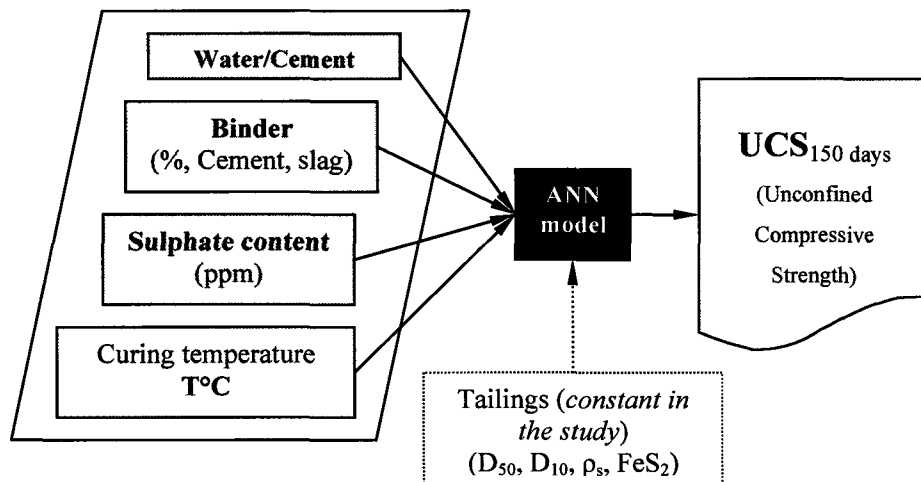 Water/Cement
Binder
(%, Cement, slag)
Sulphate content
(ppm)
Curing temperature
T°C
ANN
model
UCS150 days
(Unconfined
Compressive
Strength)
Tailings (constant in
the study)
(D50, D10, ρs, FeS2)